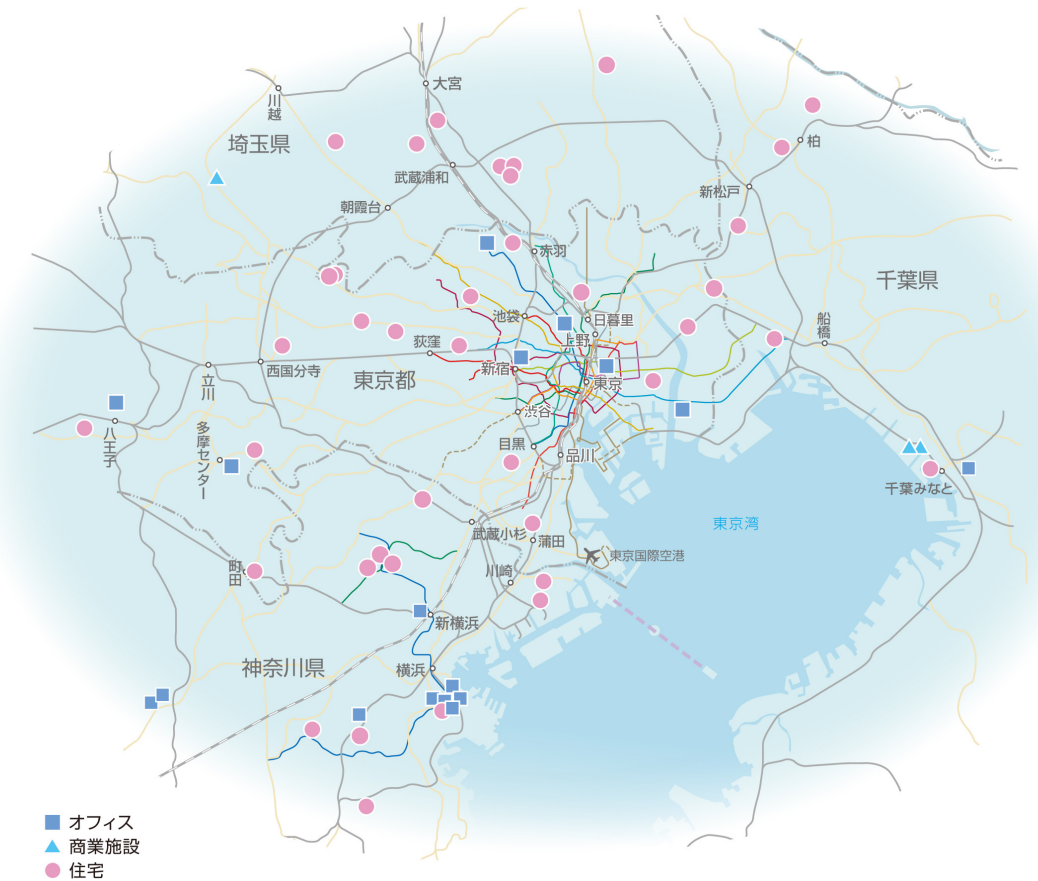 大宮
川越
埼玉県
柏
武蔵浦和
新松戸
朝霞台
赤羽
千葉県
池袋
日暮里
船橋
上野
荻窪
西国分寺
新宿
東京都
東京
立川
渋谷
八王子
多摩センター
目黒
品川
千葉みなと
東京湾
武蔵小杉
蒲田
東京国際空港
町田
川崎
新横浜
神奈川県
横浜
オフィス
商業施設
住宅